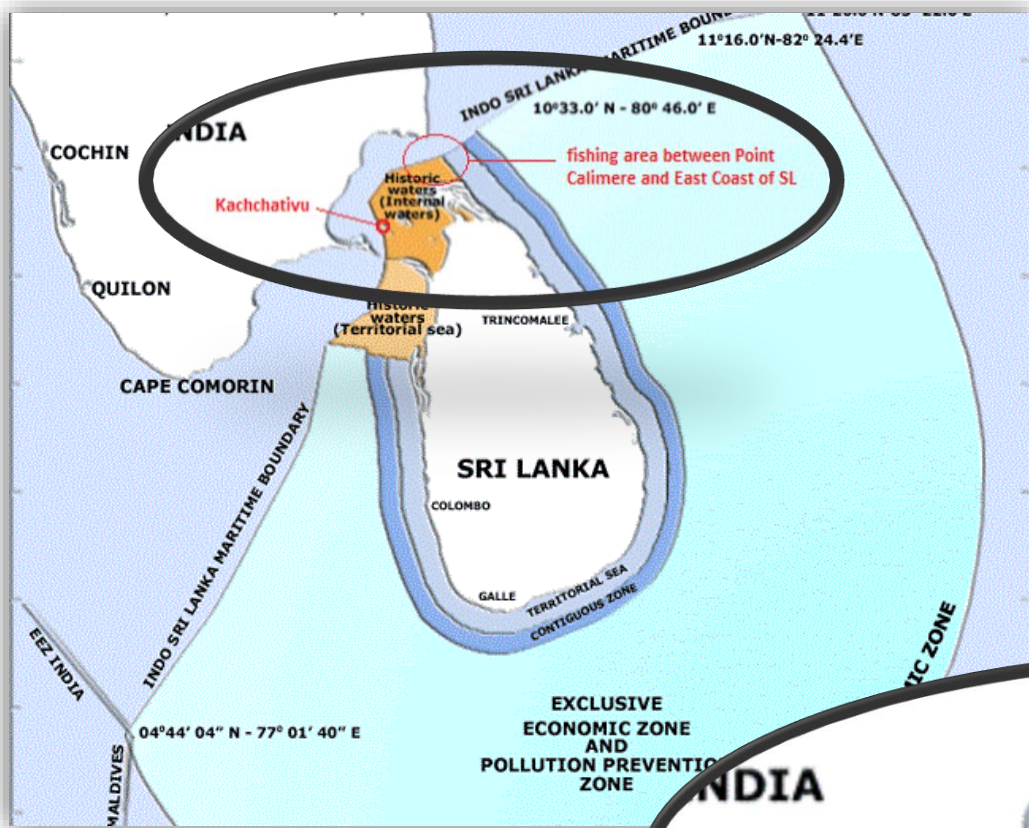 INDO SRI LANKA MARITIME BOUND
11°16.0'N-82° 24.4'E
INDIA
10°33.0' N - 80° 46.0' E
COCHIN
fishing area between Point
Calimere and East Coast of SL
Historic
waters
(Internal
waters)
Kachchativu
QUILON
Historic
waters
(Territorial sea)
TRINCOMALEE
CAPE COMORIN
SRI LANKA
COLOMBO
INDO SRI LANKA MARITIME BOUNDARY
GALLE
TERRITORIAL SEA
CONTIGUOUS ZONE
EEZ INDIA
MIC ZONE
EXCLUSIVE
ECONOMIC ZONE
AND
POLLUTION PREVENTIO
ZONE
04°44' 04" N - 77° 01' 40" E
MALDIVES
NDIA